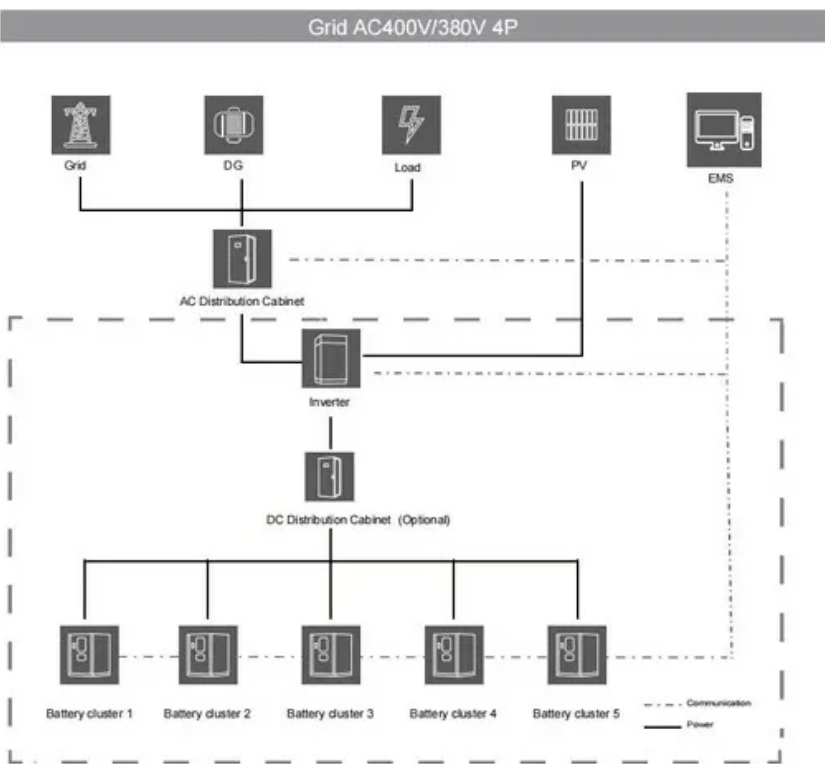 Grid AC400V/380V 4P
Grid
DG
Load
PV
EMS
AC Distribution Cabinet
Inverter
DC Distribution Cabinet (Optional)
Battery cluster 1
Battery cluster 2
Battery cluster 3
Battery cluster 4
Battery cluster 5
Communication
Power